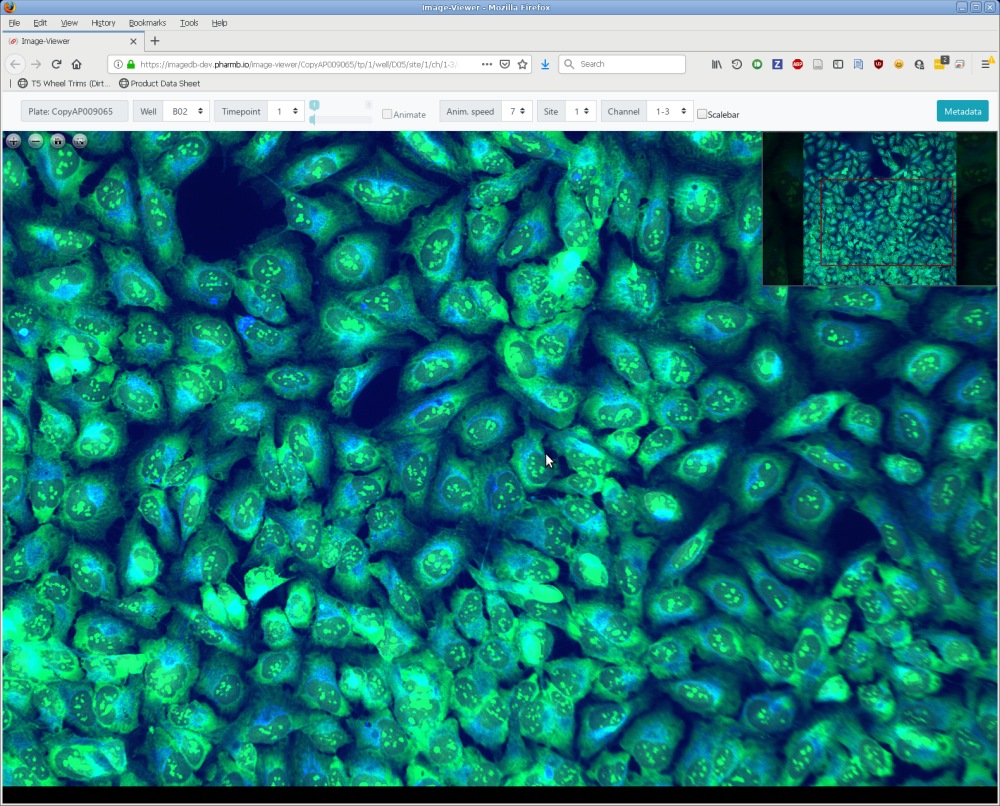 Image-Viewer - Mozilla Firefox
File Edit View History Bookmarks Tools Help
Image-Viewer
https://imagedb-dev.pharmb.io/image-viewer/CopyAP009065/tp/1/well/D05/site/1/ch/1-3/
Search
2
T5 Wheel Trims (Dirt...
Product Data Sheet
Plate: CopyAP009065 Well B02 Timepoint 1 1 Animate Anim. speed 7 Site 1 Channel 1-3 Scalebar Metadata